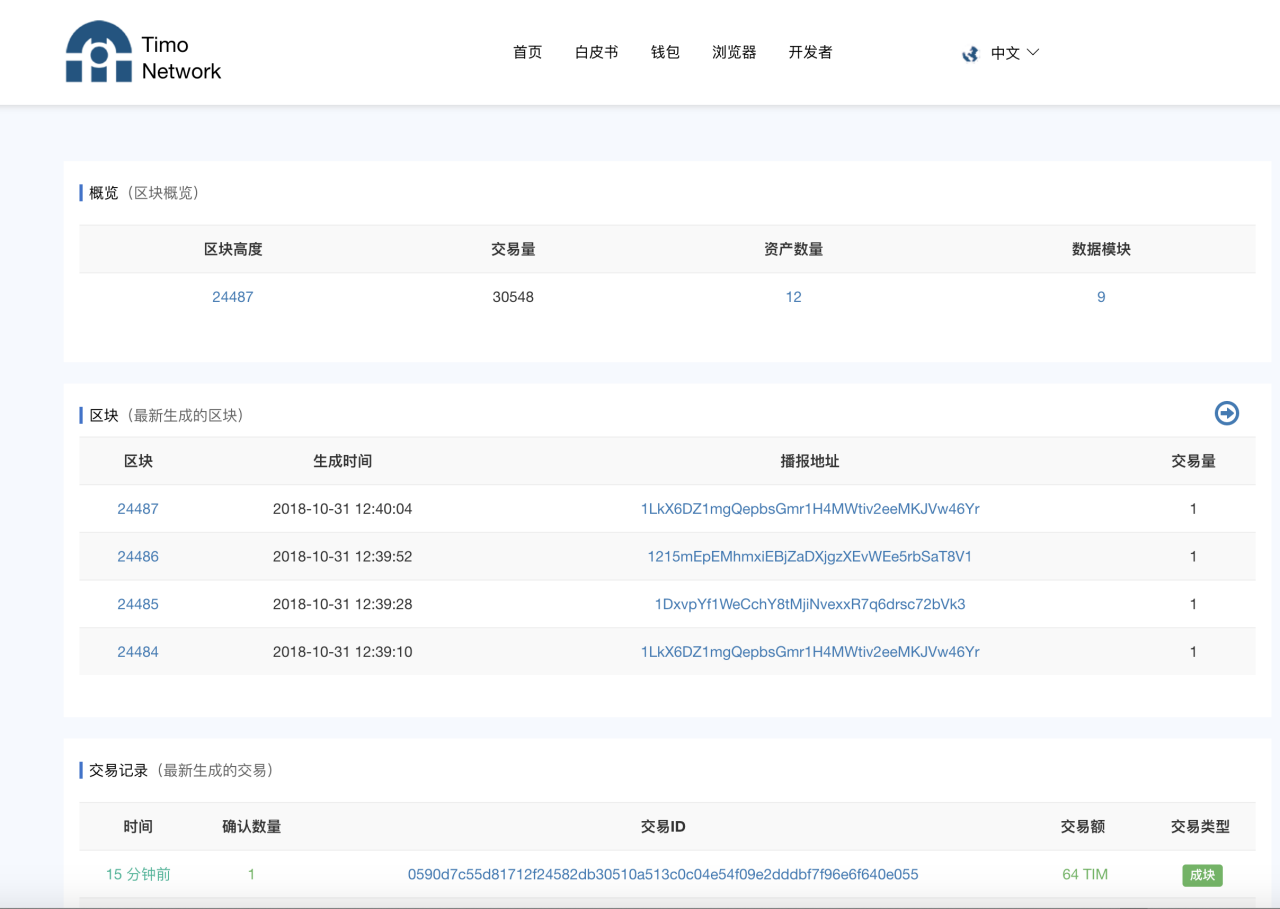 Timo
Network
首页 白皮书 钱包 浏览器 开发者 中文
概览（区块概览）
区块高度 交易量 资产数量 数据模块
24487 30548 12 9
区块（最新生成的区块）
区块 生成时间 播报地址 交易量
24487 2018-10-31 12:40:04 1LkX6DZ1mgQepbsGmr1H4MWtiv2eeMKJVw46Yr 1
24486 2018-10-31 12:39:52 1215mEpEMhmxiEBjZaDXjgzXEvWEe5rbSaT8V1 1
24485 2018-10-31 12:39:28 1DxvpYf1WeCchY8tMjiNvexxR7q6drsc72bVk3 1
24484 2018-10-31 12:39:10 1LkX6DZ1mgQepbsGmr1H4MWtiv2eeMKJVw46Yr 1
交易记录（最新生成的交易）
时间 确认数量 交易ID 交易额 交易类型
15 分钟前 1 0590d7c55d81712f24582db30510a513c0c04e54f09e2dddbf7f96e6f640e055 64 TIM 成块